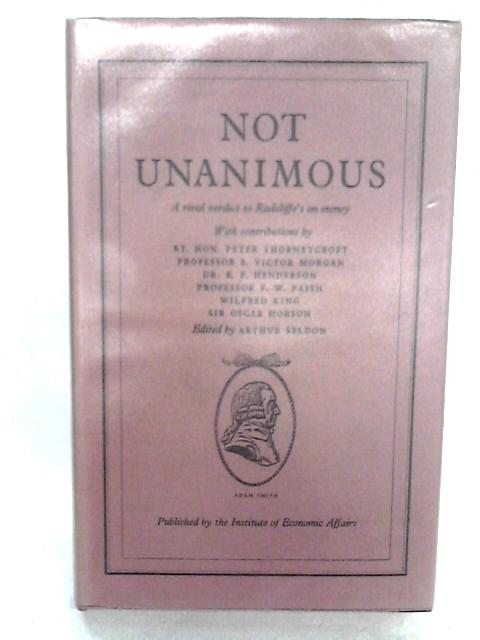 NOT
UNANIMOUS
A rival verdict to Radcliffe's on money
With contributions by
RT. HON. PETER THORNEYCROFT
PROFESSOR E. VICTOR MORGAN
DR. R. F. HENDERSON
PROFESSOR F. W. PAISH
WILFRED KING
SIR OSCAR HOBSON
Edited by ARTHUR SELDON
ADAM SMITH
Published by the Institute of Economic Affairs